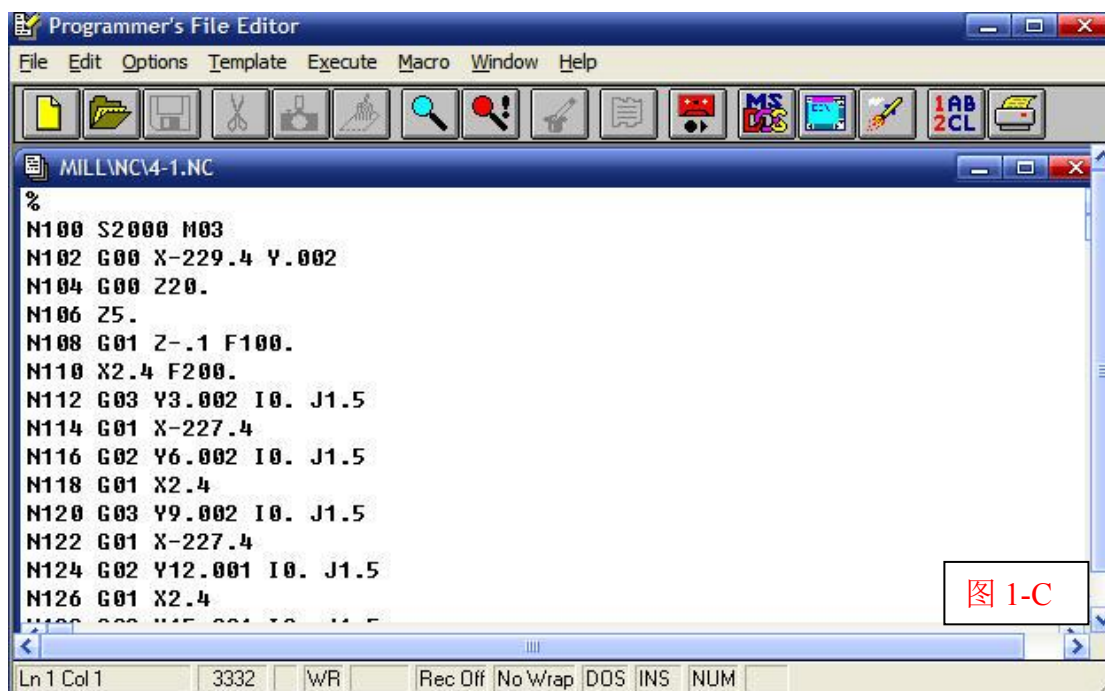 Programmer's File Editor
File Edit Options Template Execute Macro Window Help
MS
DOS
1AB
2CL
MILL\NC\4-1.NC
%
N100 S2000 M03
N102 G00 X-229.4 Y.002
N104 G00 Z20.
N106 Z5.
N108 G01 Z-.1 F100.
N110 X2.4 F200.
N112 G03 Y3.002 I0. J1.5
N114 G01 X-227.4
N116 G02 Y6.002 I0. J1.5
N118 G01 X2.4
N120 G03 Y9.002 I0. J1.5
N122 G01 X-227.4
N124 G02 Y12.001 I0. J1.5
N126 G01 X2.4
图 1-C
Ln 1 Col 1 3332 WR Rec Off No Wrap DOS INS NUM